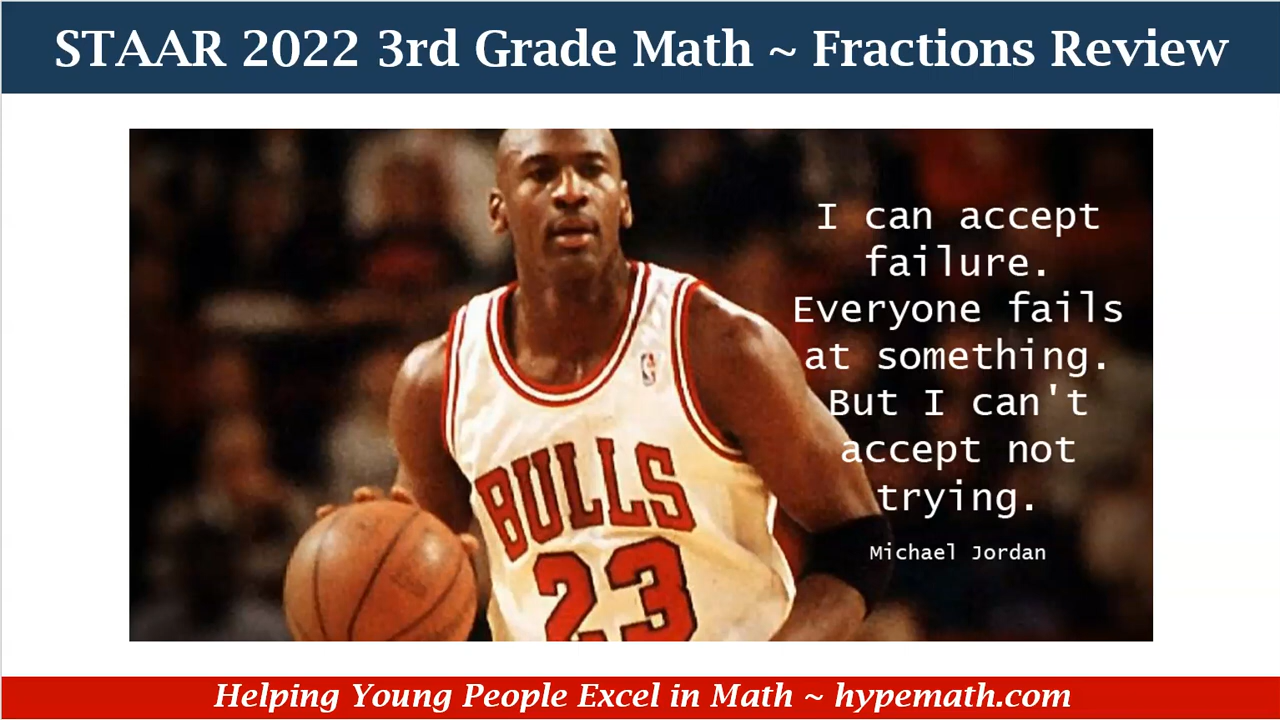 STAAR 2022 3rd Grade Math ~ Fractions Review
I can accept
failure.
Everyone fails
at something.
But I can't
accept not
trying.
Michael Jordan
BULLS
23
Helping Young People Excel in Math ~ hypemath.com